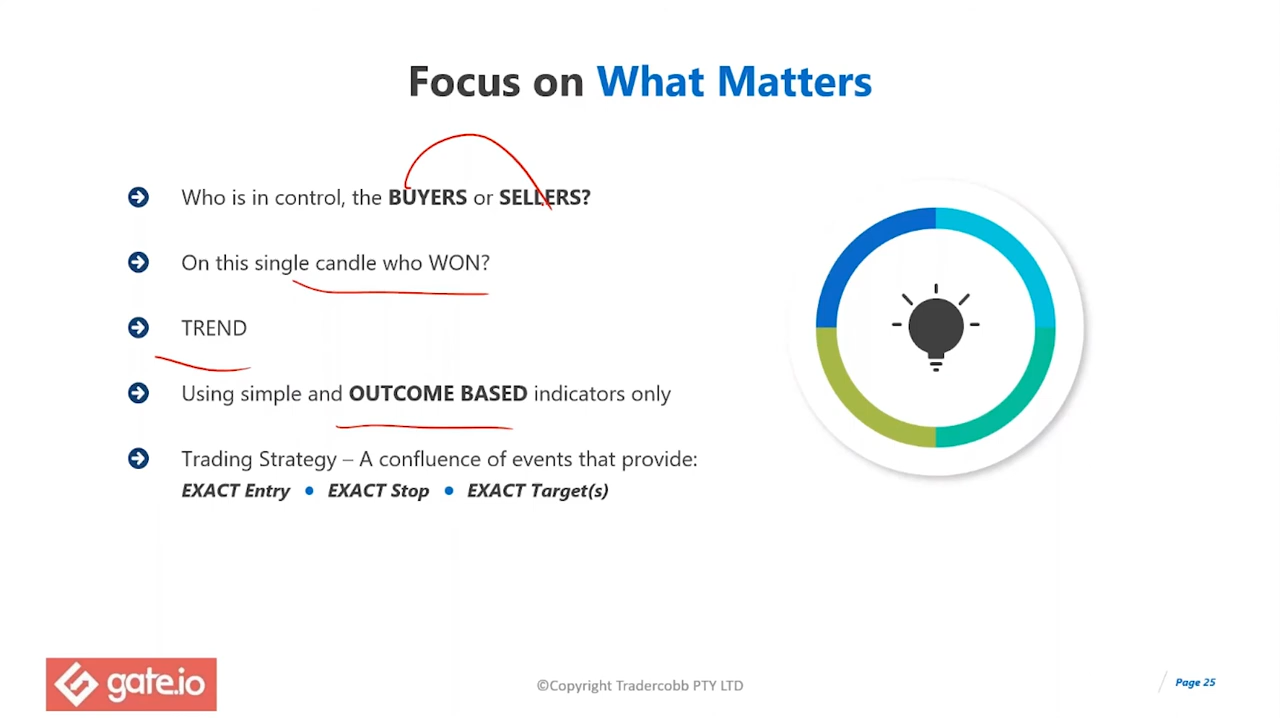 Focus on What Matters
Who is in control, the BUYERS or SELLERS?
On this single candle who WON?
TREND
Using simple and OUTCOME BASED indicators only
Trading Strategy – A confluence of events that provide:
EXACT Entry • EXACT Stop • EXACT Target(s)
gate.io
©Copyright Tradercobb PTY LTD
Page 25